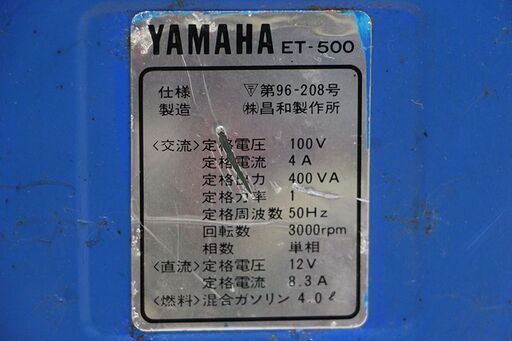 YAMAHA ET-500
仕様 〒第96-208号
製造 ㈱昌和製作所
〈交流〉定格電圧 100V
定格電流 4A
定格出力 400VA
定格力率 1
定格周波数 50Hz
回転数 3000rpm
相数 単相
〈直流〉定格電圧 12V
定格電流 8.3A
〈燃料〉混合ガソリン 4.0ℓ